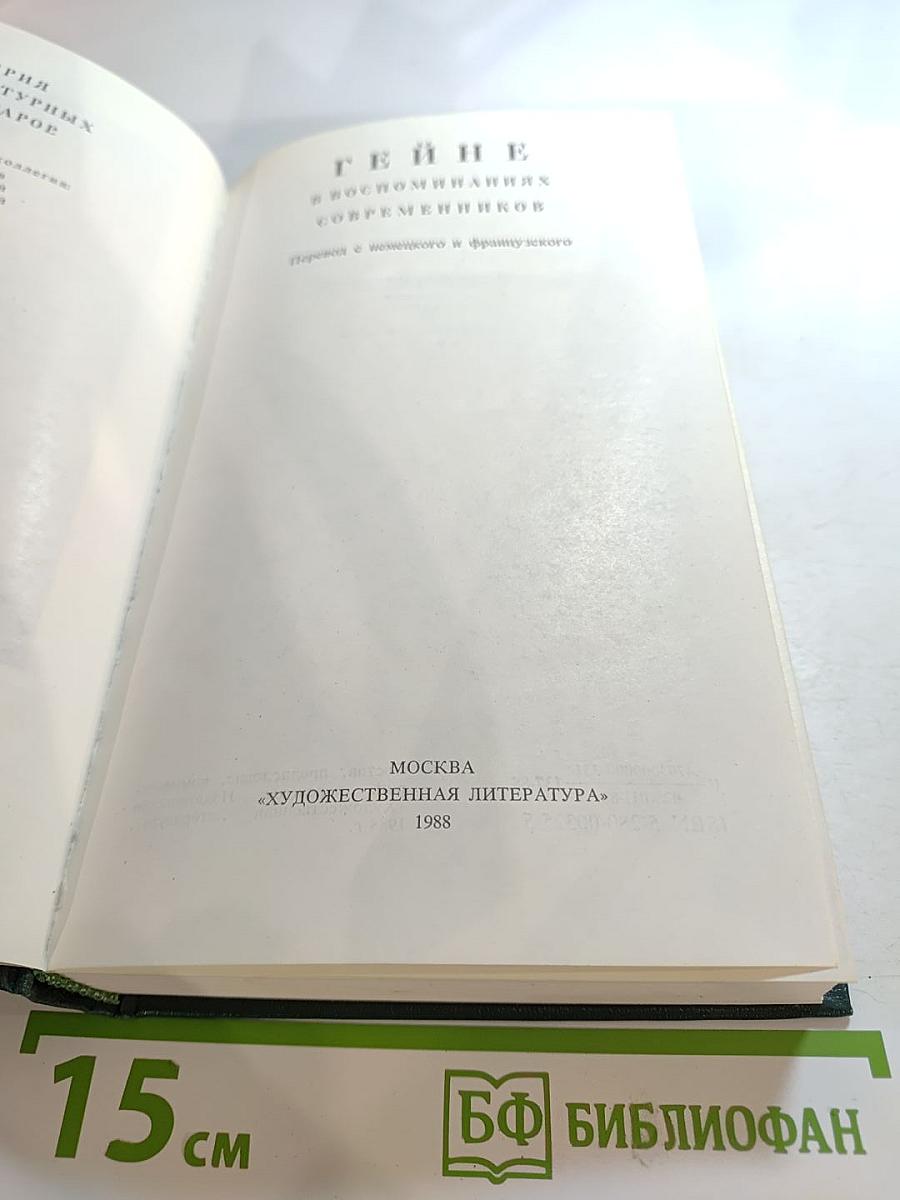 ГЕЙНЕ
В ВОСПОМИНАНИЯХ
СОВРЕМЕННИКОВ
Перевод с немецкого и французского
МОСКВА
«ХУДОЖЕСТВЕННАЯ ЛИТЕРАТУРА»
1988
15 см
БФ БИБЛИОФАН